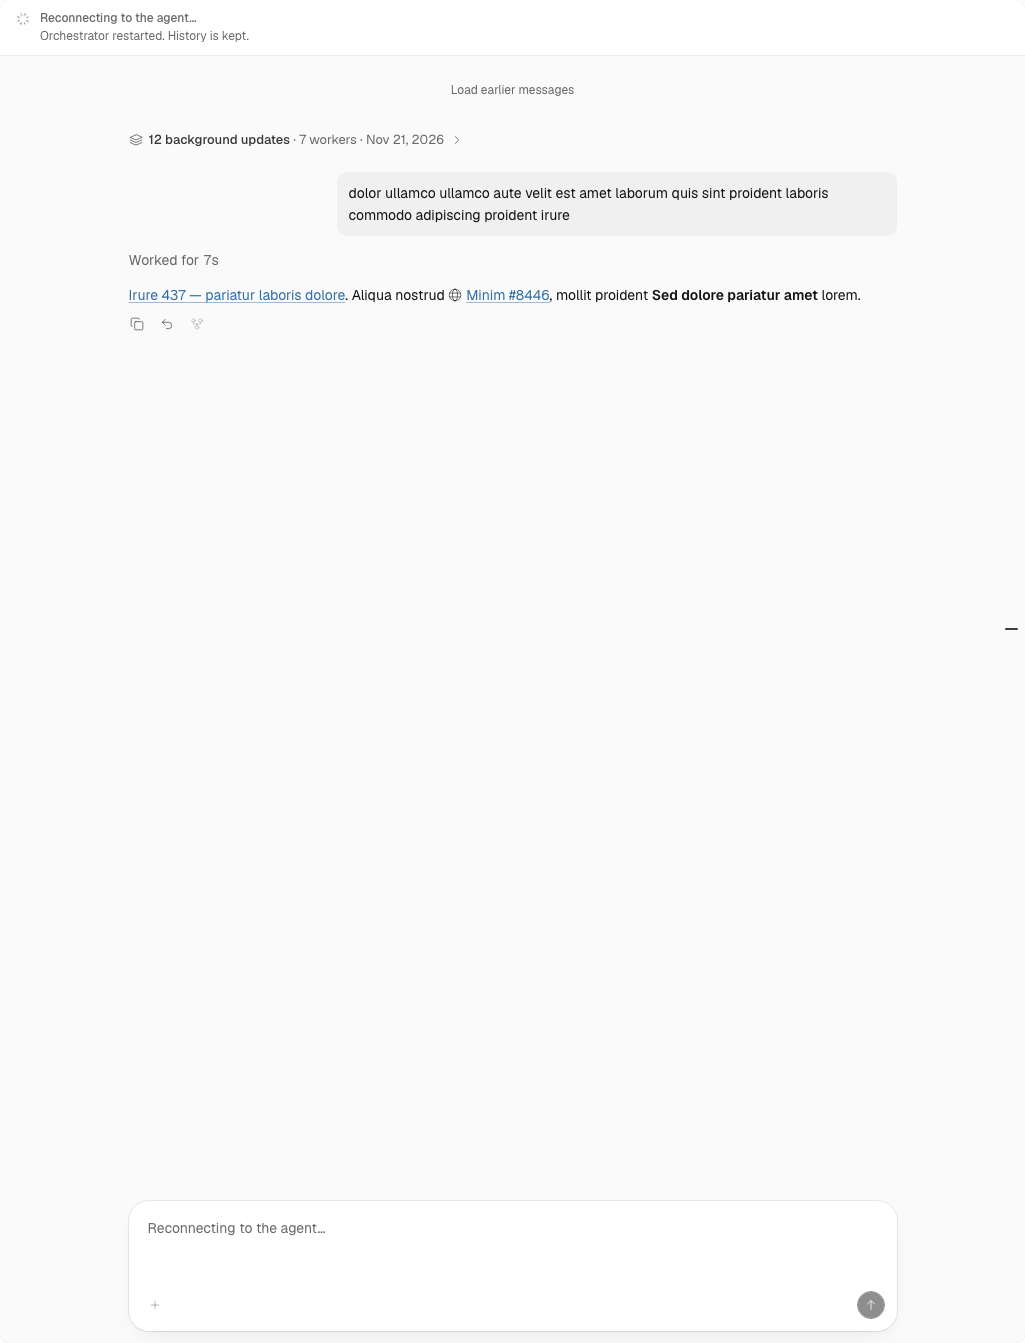 Reconnecting to the agent…
Orchestrator restarted. History is kept.
Load earlier messages
12 background updates · 7 workers · Nov 21, 2026
dolor ullamco ullamco aute velit est amet laborum quis sint proident laboris
commodo adipiscing proident irure
Worked for 7s
Irure 437 — pariatur laboris dolore. Aliqua nostrud Minim #8446, mollit proident Sed dolore pariatur amet lorem.
Reconnecting to the agent…